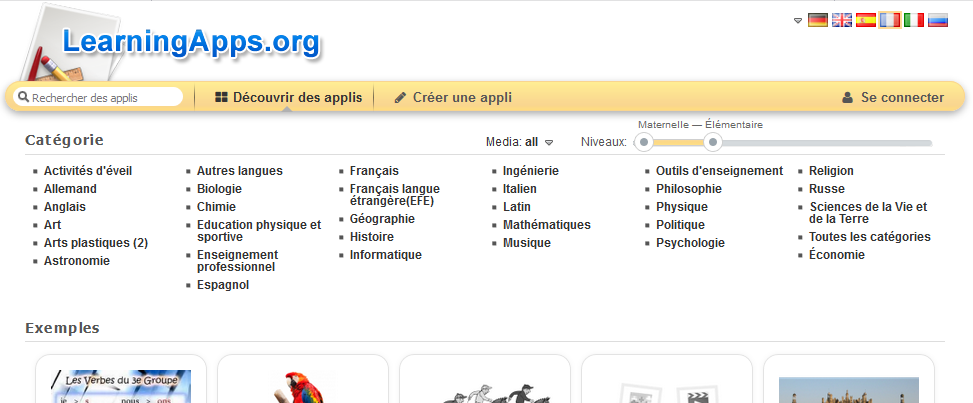 LearningApps.org
Rechercher des applis
Découvrir des applis
Créer une appli
Se connecter
Catégorie
Media: all
Niveaux:
Maternelle — Élémentaire
Activités d'éveil
Allemand
Anglais
Art
Arts plastiques (2)
Astronomie
Autres langues
Biologie
Chimie
Education physique et
sportive
Enseignement
professionnel
Espagnol
Français
Français langue
étrangère(EFE)
Géographie
Histoire
Informatique
Ingénierie
Italien
Latin
Mathématiques
Musique
Outils d'enseignement
Philosophie
Physique
Politique
Psychologie
Religion
Russe
Sciences de la Vie et
de la Terre
Toutes les catégories
Économie
Exemples
Les Verbes du 3e Groupe
je > s nous > ons